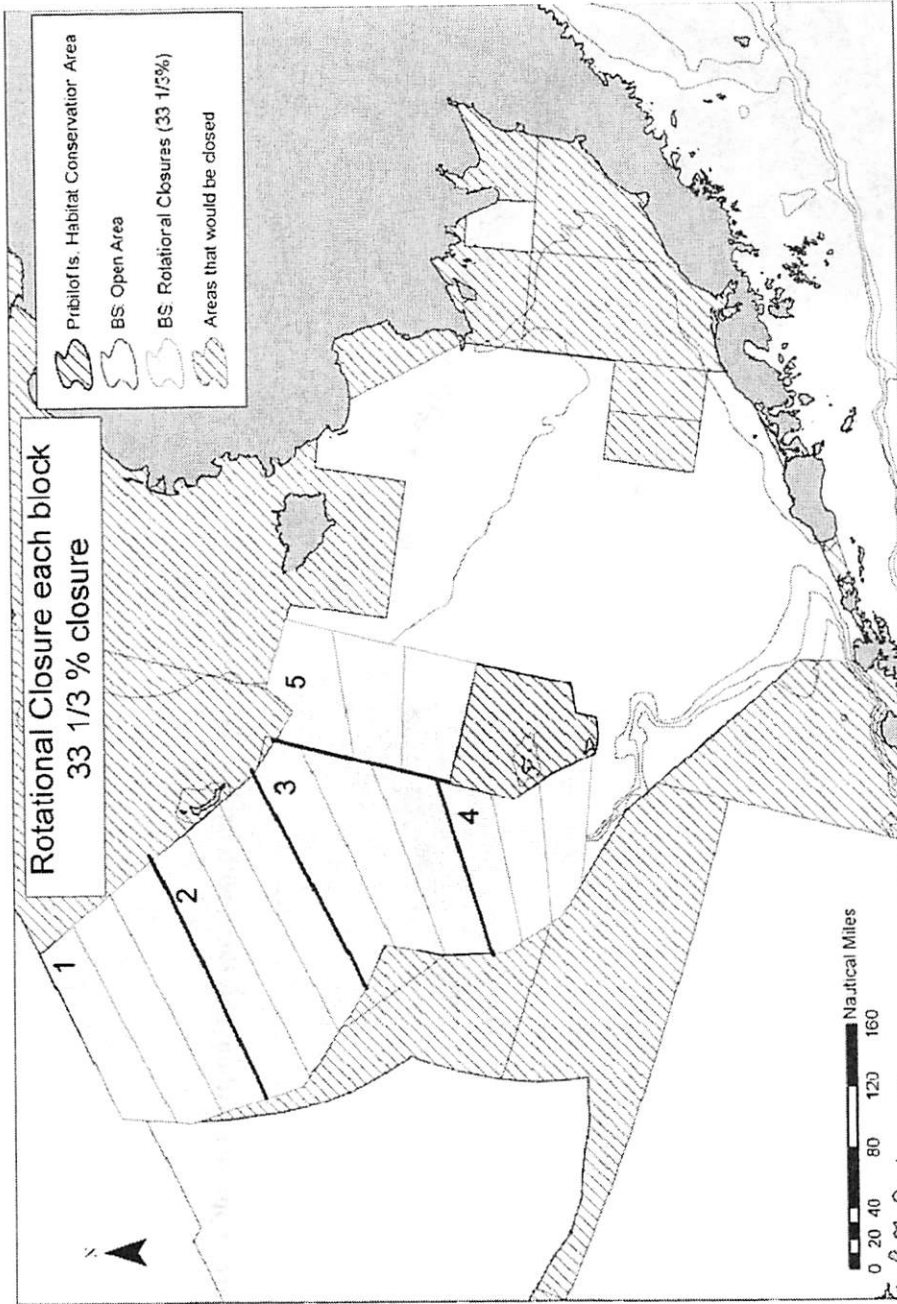 Rotational Closure each block
33 1/3 % closure
Pribilof Is. Habitat Conservation Area
BS: Open Area
BS: Rotational Closures (33 1/3%)
Areas that would be closed
1
2
3
4
5
N
Nautical Miles
0 20 40 80 120 160